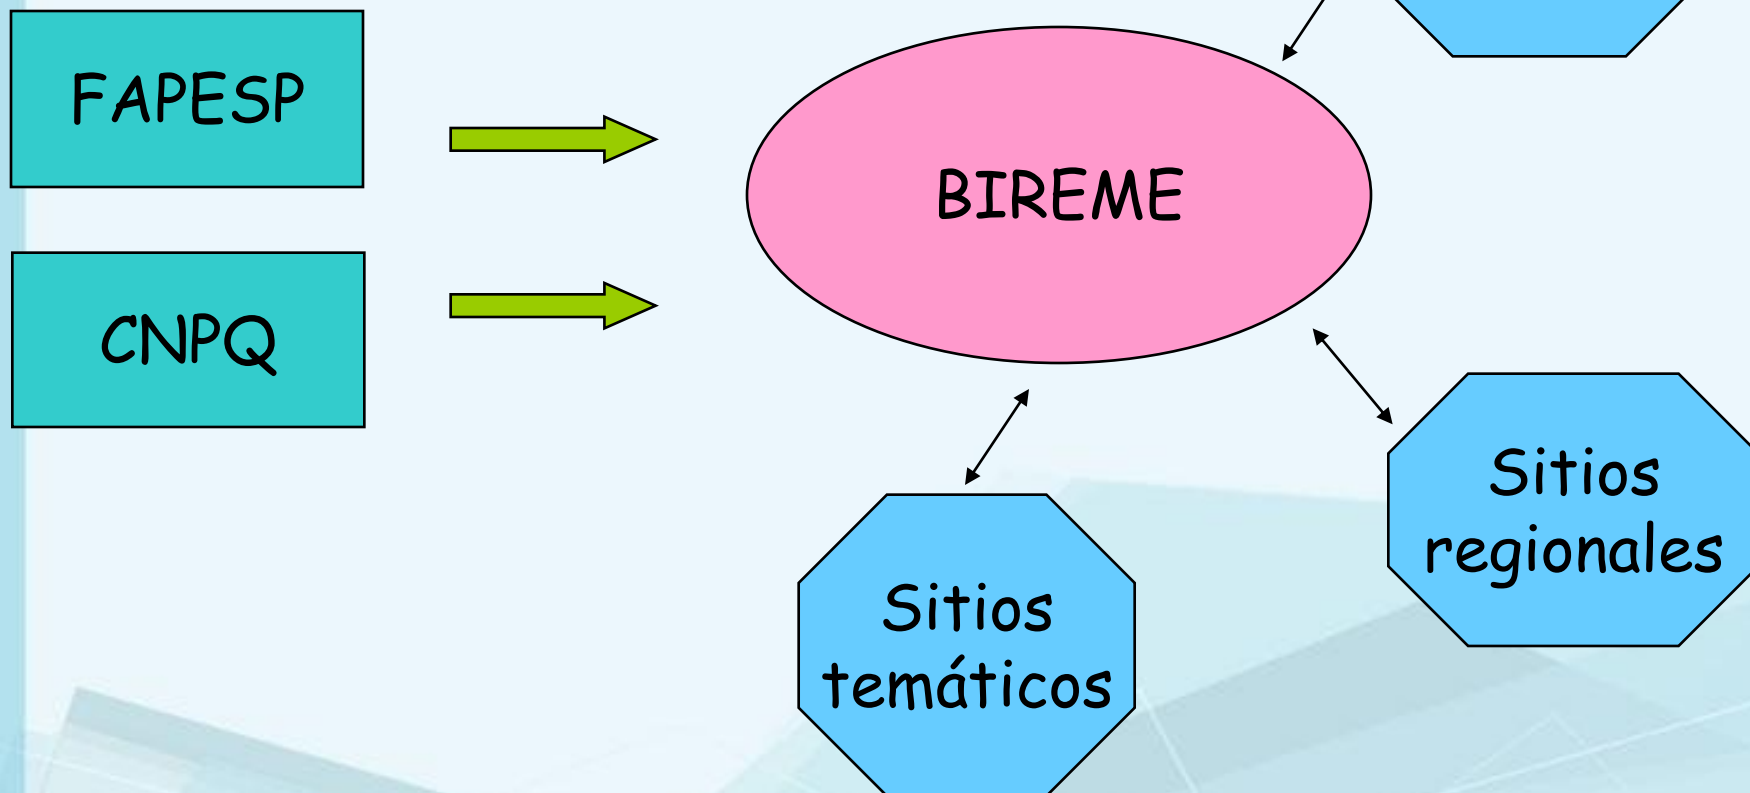 FAPESP
BIREME
CNPQ
Sitios
regionales
Sitios
temáticos